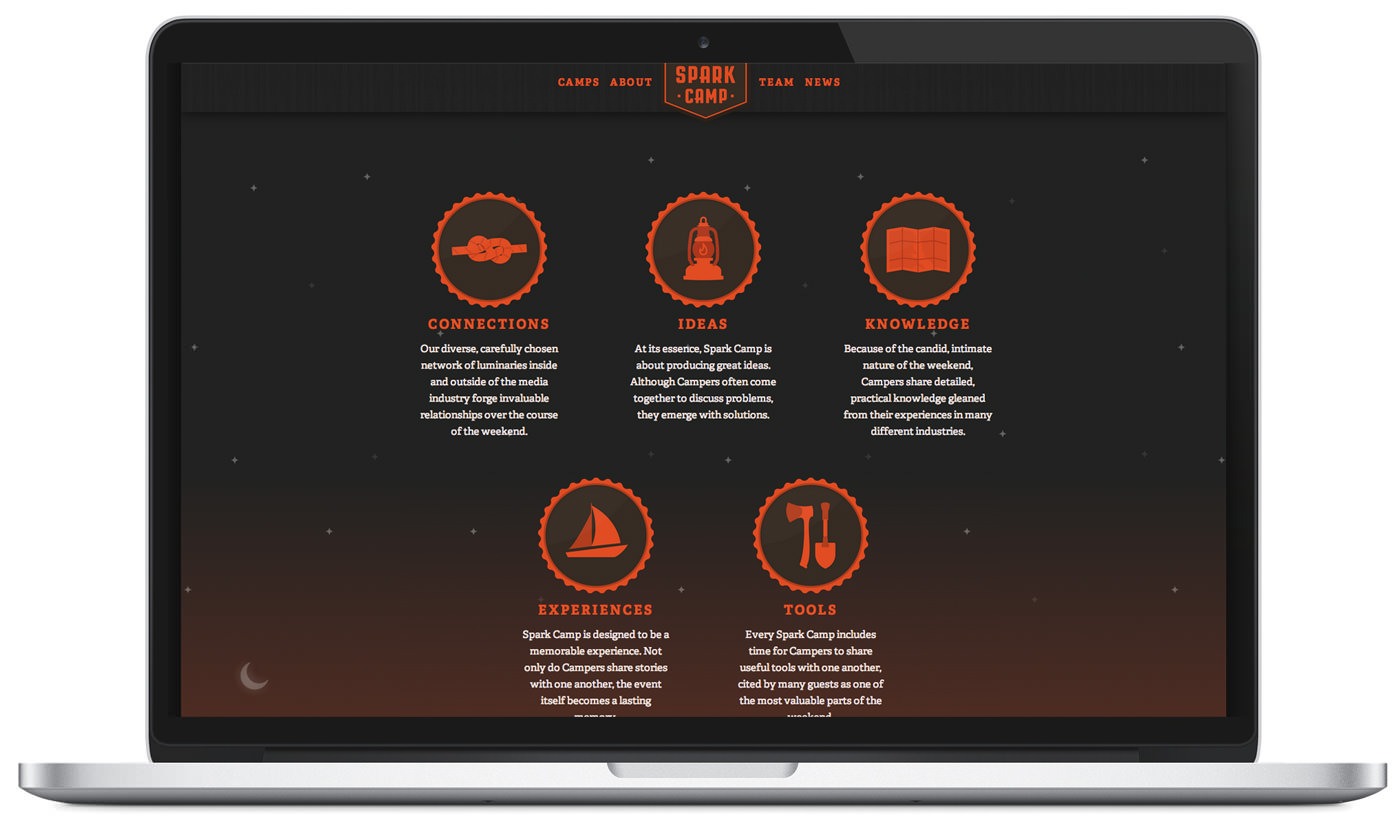 CAMPS ABOUT SPARK CAMP TEAM NEWS
CONNECTIONS
Our diverse, carefully chosen
network of luminaries inside
and outside of the media
industry forge invaluable
relationships over the course
of the weekend.
IDEAS
At its essence, Spark Camp is
about producing great ideas.
Although Campers often come
together to discuss problems,
they emerge with solutions.
KNOWLEDGE
Because of the candid, intimate
nature of the weekend,
Campers share detailed,
practical knowledge gleaned
from their experiences in many
different industries.
EXPERIENCES
Spark Camp is designed to be a
memorable experience. Not
only do Campers share stories
with one another, the event
itself becomes a lasting
memory.
TOOLS
Every Spark Camp includes
time for Campers to share
useful tools with one another,
cited by many guests as one of
the most valuable parts of the
weekend.